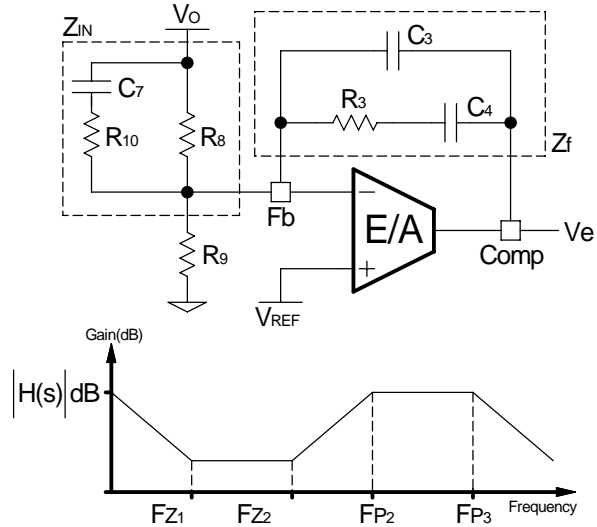 ZIN
VO
C7
R10
R8
C3
R3
C4
Zf
Fb
R9
E/A
Comp
Ve
VREF
Gain(dB)
|H(s)|dB
FZ1
FZ2
FP2
FP3
Frequency